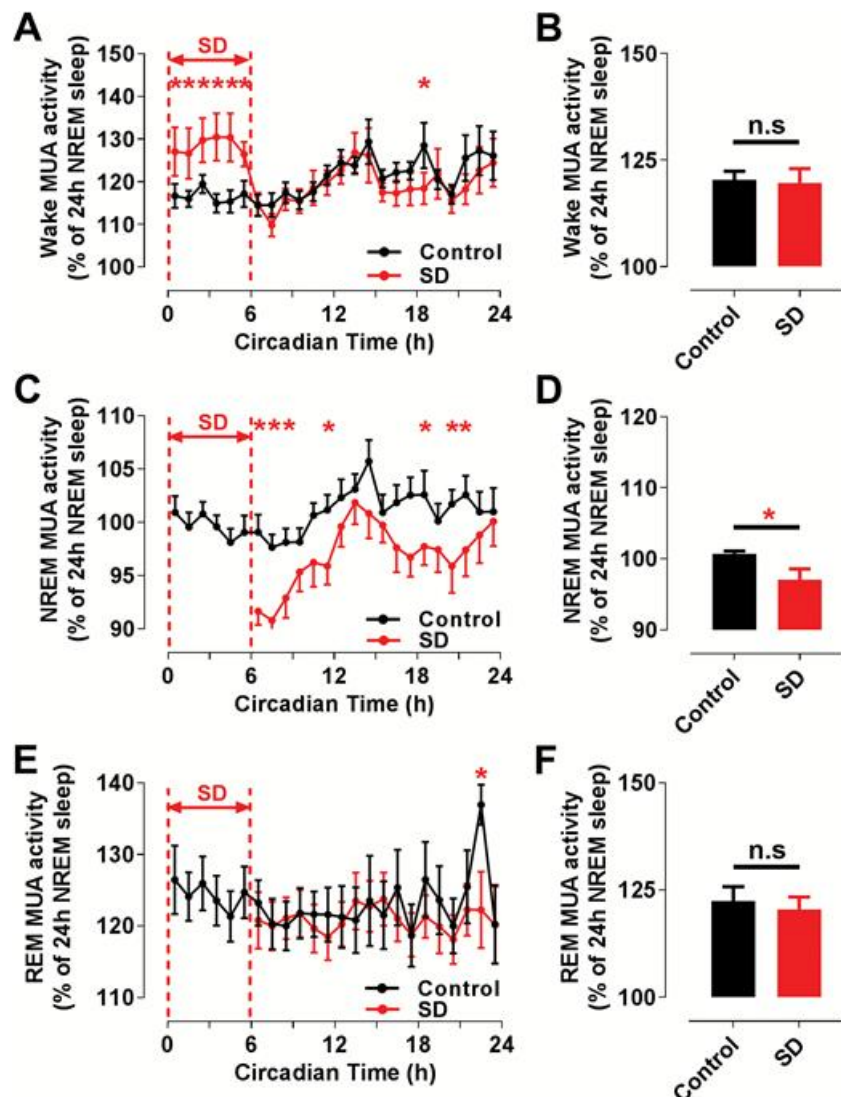 A
SD
******
*
150
140
130
120
110
100
Wake MUA activity
(% of 24h NREM sleep)
Control
SD
0
6
12
18
24
Circadian Time (h)
B
150
125
100
Wake MUA activity
(% of 24h NREM sleep)
n.s
Control
SD
C
SD
***
*
*
**
110
105
100
95
90
NREM MUA activity
(% of 24h NREM sleep)
Control
SD
0
6
12
18
24
Circadian Time (h)
D
120
110
100
90
NREM MUA activity
(% of 24h NREM sleep)
*
Control
SD
E
SD
*
140
130
120
110
REM MUA activity
(% of 24h NREM sleep)
Control
SD
0
6
12
18
24
Circadian Time (h)
F
150
125
100
REM MUA activity
(% of 24h NREM sleep)
n.s
Control
SD